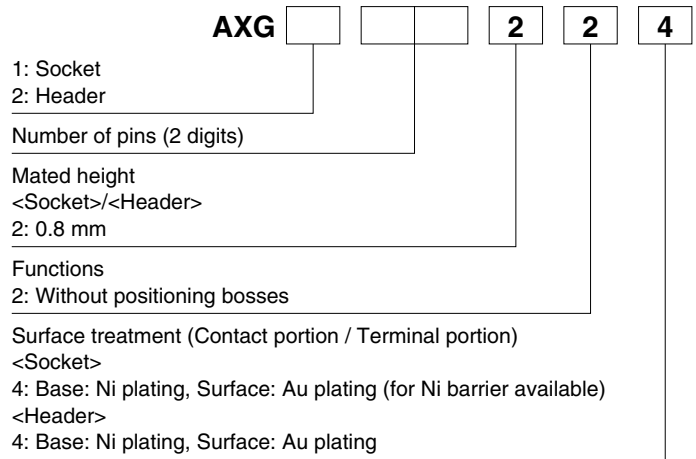 AXG 2 2 4
1: Socket
2: Header
Number of pins (2 digits)
Mated height
<Socket>/<Header>
2: 0.8 mm
Functions
2: Without positioning bosses
Surface treatment (Contact portion / Terminal portion)
<Socket>
4: Base: Ni plating, Surface: Au plating (for Ni barrier available)
<Header>
4: Base: Ni plating, Surface: Au plating